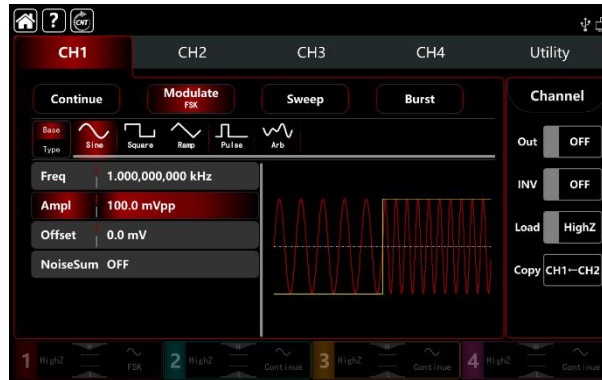 ? CNT
CH1 CH2 CH3 CH4 Utility
Continue Modulate Sweep Burst Channel
FSK
Base
Type Sine Square Ramp Pulse Arb
Out OFF
Freq 1.000,000,000 kHz
INV OFF
Ampl 100.0 mVpp
Offset 0.0 mV
Load HighZ
NoiseSum OFF
Copy CH1←CH2
1 HighZ FSK 2 HighZ Continue 3 HighZ Continue 4 HighZ Continue